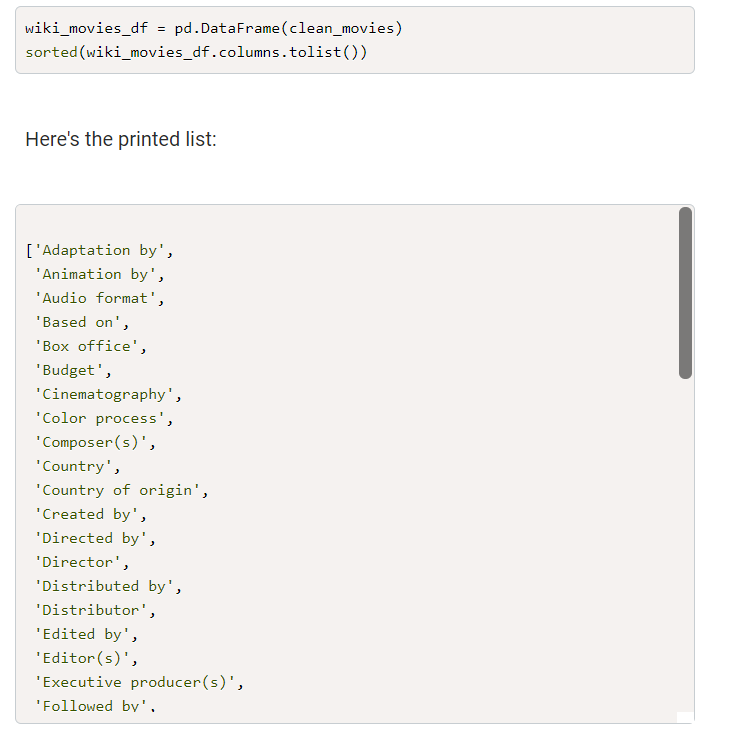 wiki_movies_df = pd.DataFrame(clean_movies)
sorted(wiki_movies_df.columns.tolist())
Here's the printed list:
['Adaptation by',
'Animation by',
'Audio format',
'Based on',
'Box office',
'Budget',
'Cinematography',
'Color process',
'Composer(s)',
'Country',
'Country of origin',
'Created by',
'Directed by',
'Director',
'Distributed by',
'Distributor',
'Edited by',
'Editor(s)',
'Executive producer(s)',
'Followed by',